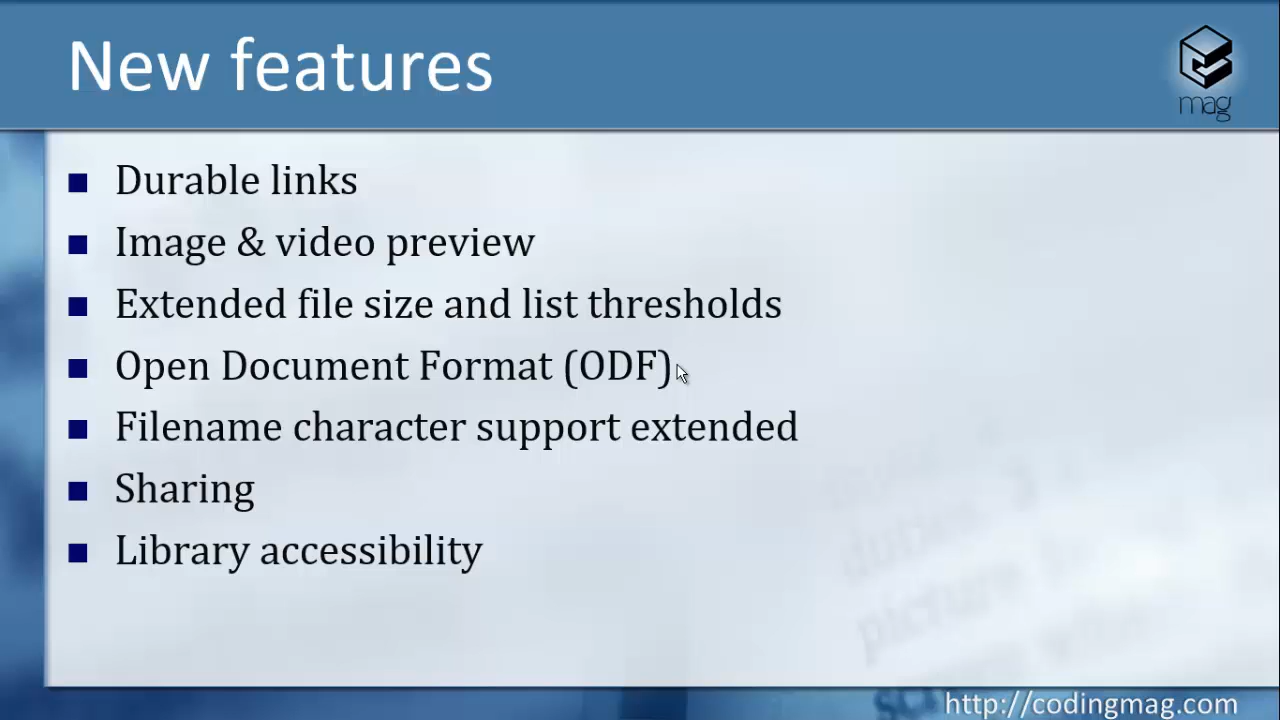 New features
mag
Durable links
Image & video preview
Extended file size and list thresholds
Open Document Format (ODF)
Filename character support extended
Sharing
Library accessibility
picture
http://codingmag.com